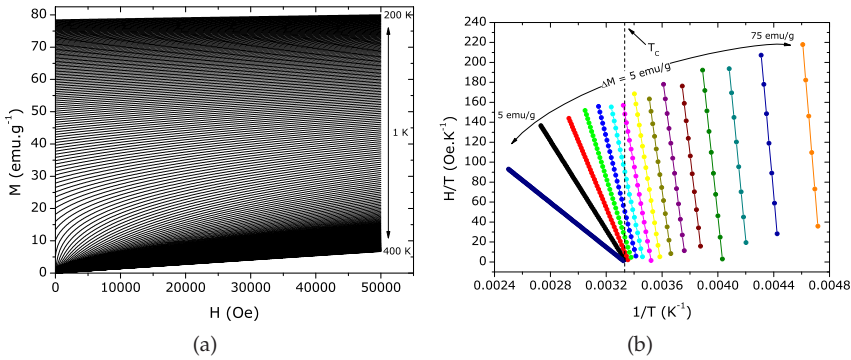 80
70
60
50
40
30
20
10
0
M (emu.g⁻¹)
200 K
1 K
400 K
0 10000 20000 30000 40000 50000
H (Oe)
(a)
240
220
200
180
160
140
120
100
80
60
40
20
0
H/T (Oe.K⁻¹)
75 emu/g
T_C
ΔM = 5 emu/g
5 emu/g
0.0024 0.0028 0.0032 0.0036 0.0040 0.0044 0.0048
1/T (K⁻¹)
(b)